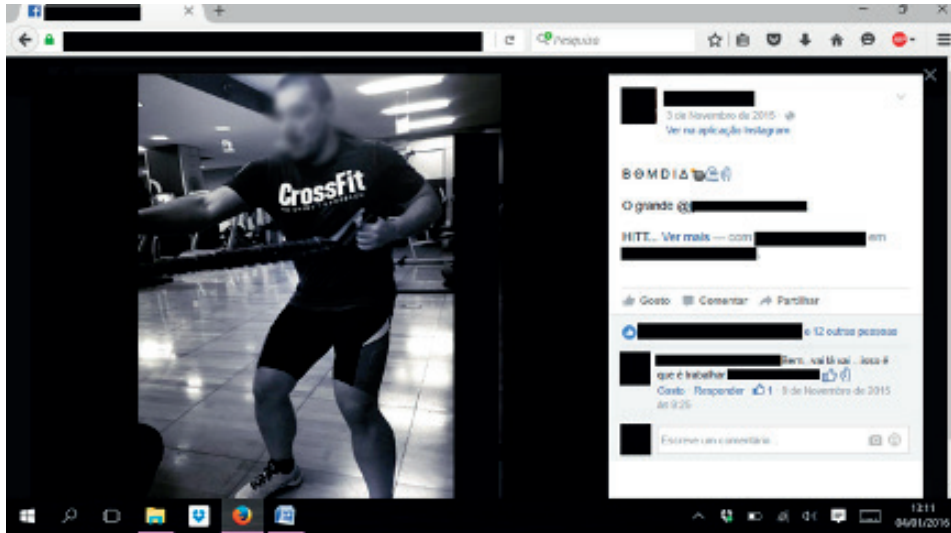 Pesquisa
3 de Novembro de 2015
Ver na aplicação Instagram
B O M D I A
O grande @
HITT... Ver mais — com
em
Gosto Comentar Partilhar
e 12 outras pessoas
Bem.. vai lá vai .. isso é
que é trabalhar
Gosto Responder 1 9 de Novembro de 2015
às 9:25
Escreve um comentário...
CrossFit
13:11
04/01/2016